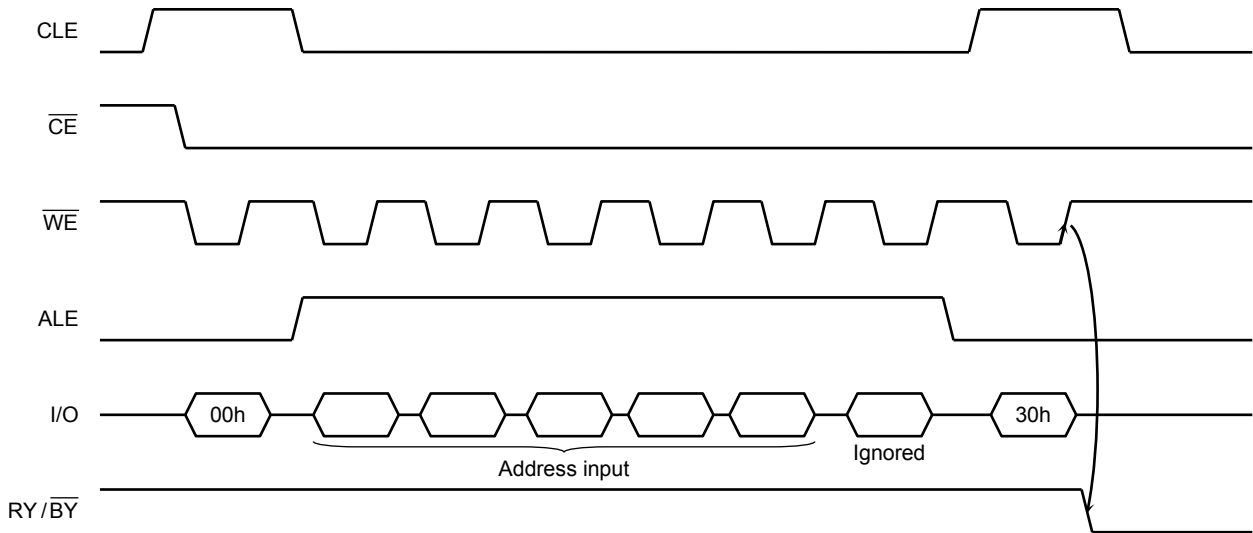 CLE
CE
WE
ALE
I/O 00h 30h
Address input Ignored
RY/BY